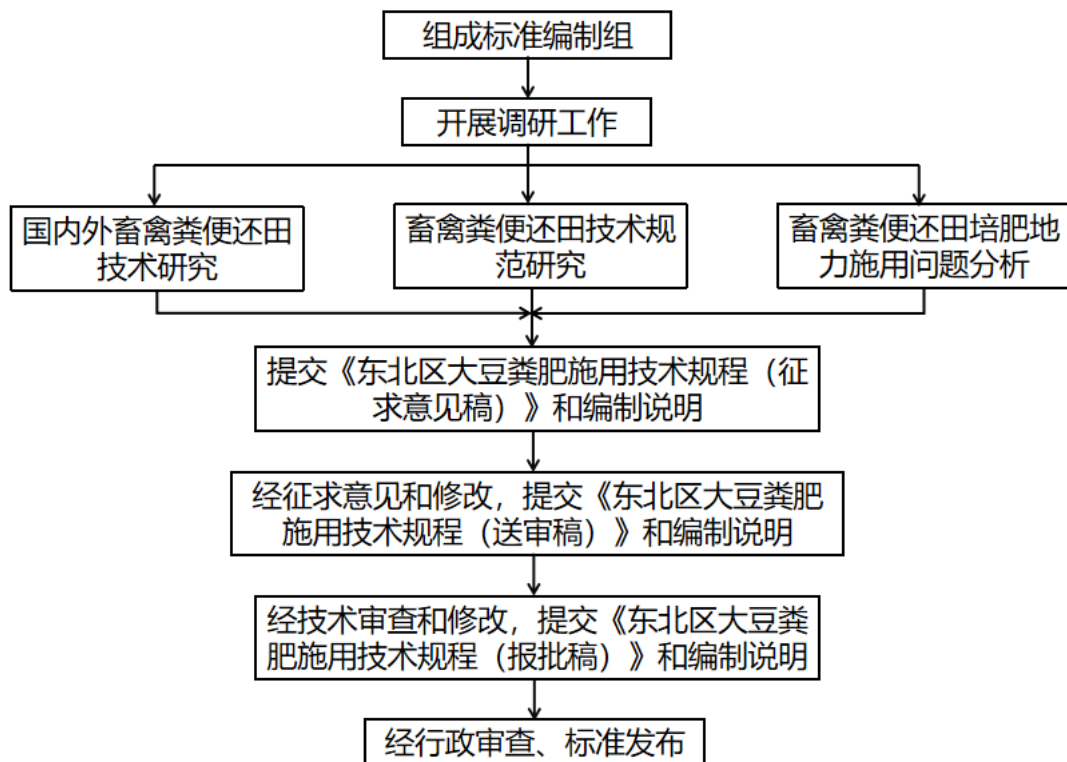 组成标准编制组
开展调研工作
国内外畜禽粪便还田
技术研究
畜禽粪便还田技术规
范研究
畜禽粪便还田培肥地
力施用问题分析
提交《东北区大豆粪肥施用技术规程（征
求意见稿）》和编制说明
经征求意见和修改，提交《东北区大豆粪肥
施用技术规程（送审稿）》和编制说明
经技术审查和修改，提交《东北区大豆粪
肥施用技术规程（报批稿）》和编制说明
经行政审查、标准发布